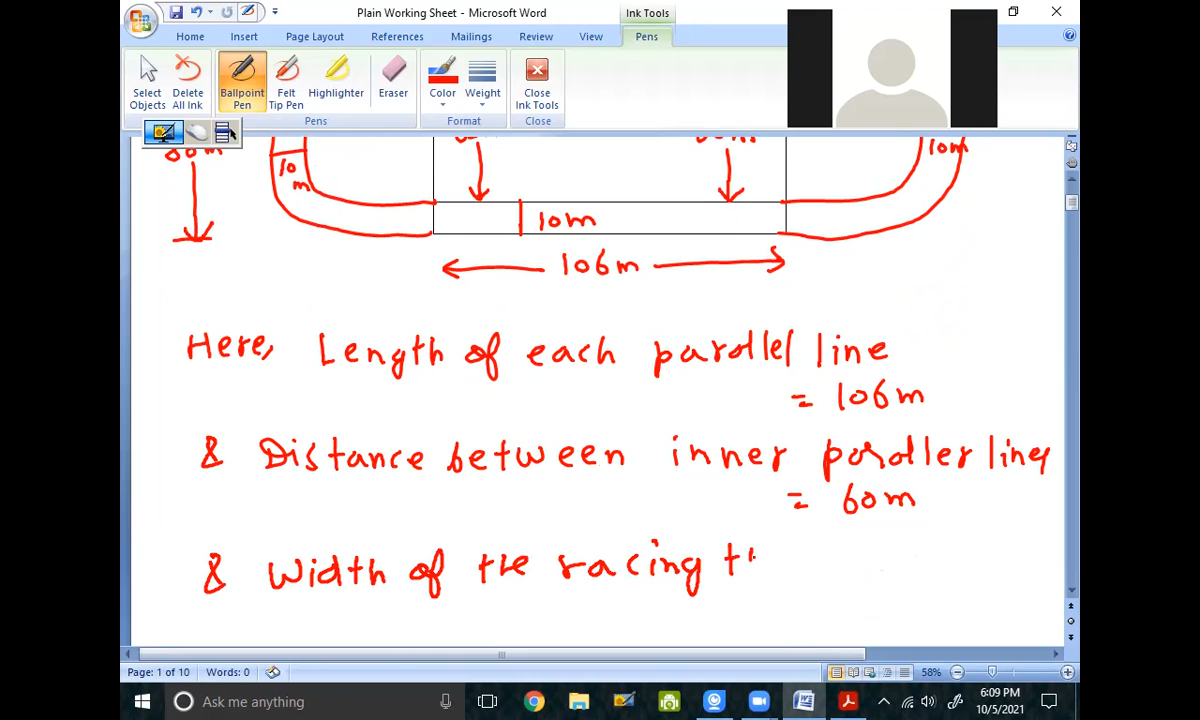 Plain Working Sheet - Microsoft Word
Ink Tools
Home Insert Page Layout References Mailings Review View Pens
Select Objects
Delete All Ink
Ballpoint Pen
Felt Tip Pen
Highlighter
Eraser
Color
Weight
Close Ink Tools
Pens
Format
Close
80m
10 m
10m
10m
106m
Here, Length of each parallel line
= 106m
& Distance between inner paraller lines
= 60m
& Width of the racing tr
Page: 1 of 10 Words: 0
58%
Ask me anything
6:09 PM
10/5/2021